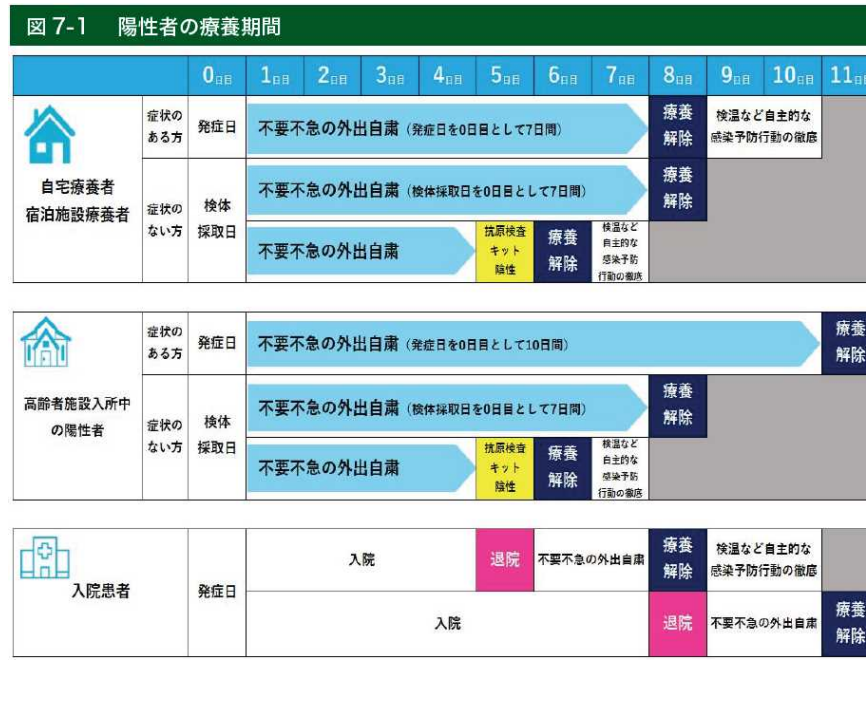 図 7-1 陽性者の療養期間
0日目 1日目 2日目 3日目 4日目 5日目 6日目 7日目 8日目 9日目 10日目 11日目
自宅療養者
宿泊施設療養者
症状の
ある方
発症日
不要不急の外出自粛（発症日を0日目として7日間）
療養
解除
検温など自主的な
感染予防行動の徹底
症状の
ない方
検体
採取日
不要不急の外出自粛（検体採取日を0日目として7日間）
療養
解除
不要不急の外出自粛
抗原検査
キット
陰性
療養
解除
検温など
自主的な
感染予防
行動の徹底
高齢者施設入所中
の陽性者
症状の
ある方
発症日
不要不急の外出自粛（発症日を0日目として10日間）
療養
解除
症状の
ない方
検体
採取日
不要不急の外出自粛（検体採取日を0日目として7日間）
療養
解除
不要不急の外出自粛
抗原検査
キット
陰性
療養
解除
検温など
自主的な
感染予防
行動の徹底
入院患者
発症日
入院
退院
不要不急の外出自粛
療養
解除
検温など自主的な
感染予防行動の徹底
入院
退院
不要不急の外出自粛
療養
解除